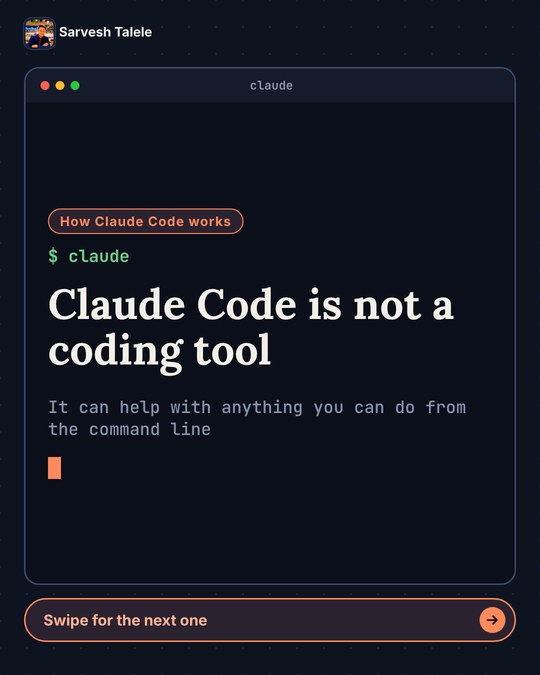 Sarvesh Talele
claude
How Claude Code works
$ claude
Claude Code is not a
coding tool
It can help with anything you can do from
the command line
Swipe for the next one